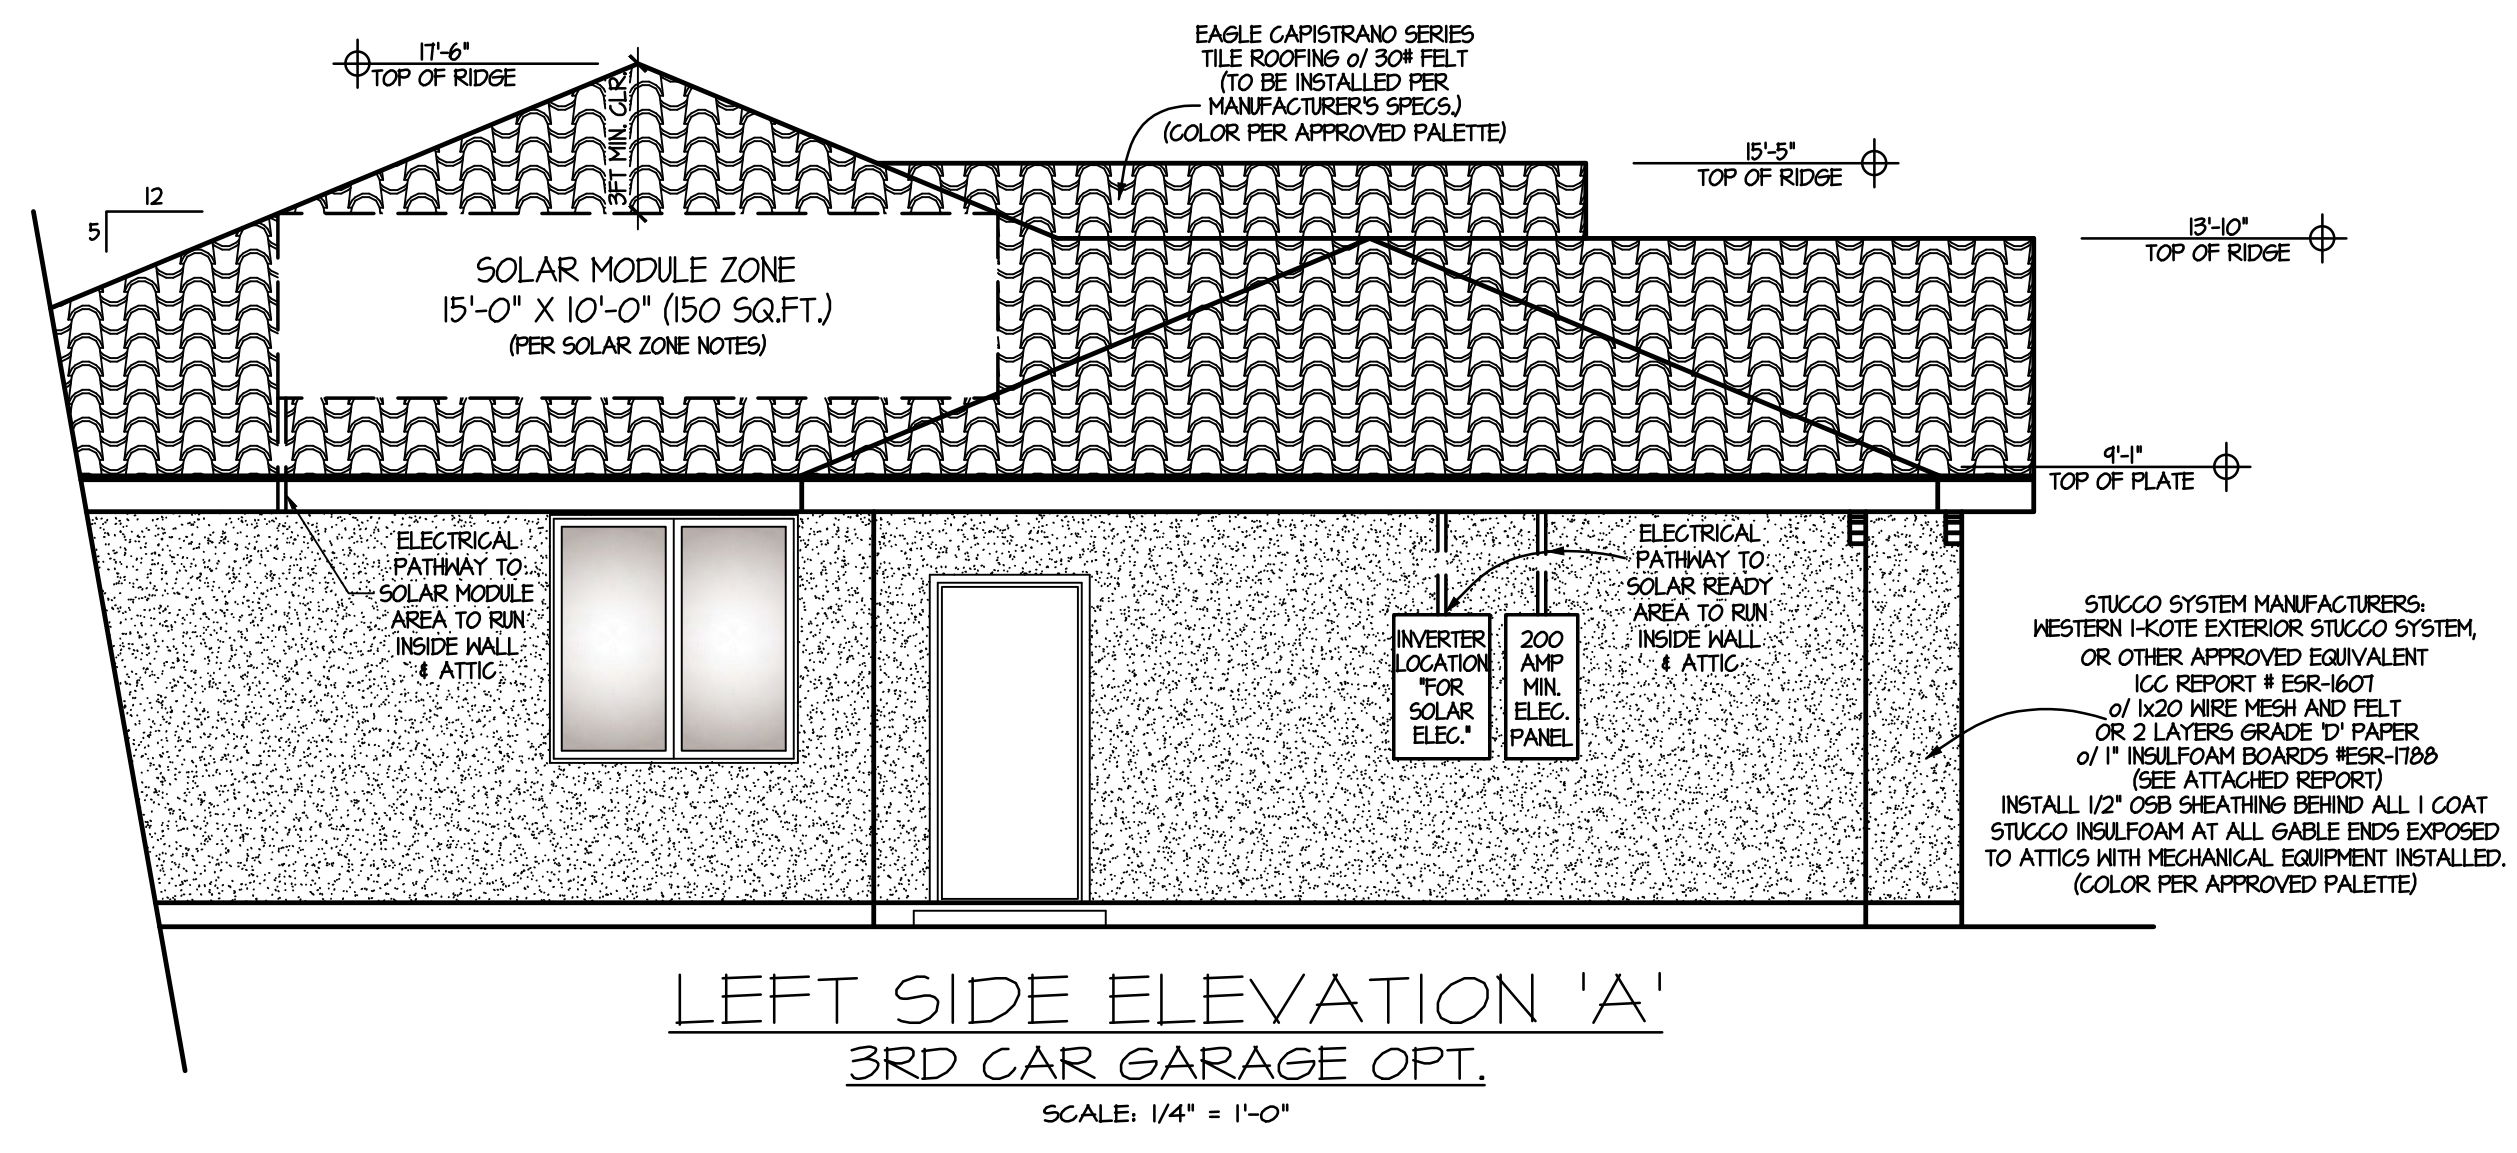 17'-6"
TOP OF RIDGE
3FT MIN. CLR.
EAGLE CAPISTRANO SERIES
TILE ROOFING o/ 30# FELT
(TO BE INSTALLED PER
MANUFACTURER'S SPECS.)
(COLOR PER APPROVED PALETTE)
15'-5"
TOP OF RIDGE
12
5
13'-10"
TOP OF RIDGE
SOLAR MODULE ZONE
15'-0" X 10'-0" (150 SQ.FT.)
(PER SOLAR ZONE NOTES)
9'-1"
TOP OF PLATE
ELECTRICAL
PATHWAY TO
SOLAR MODULE
AREA TO RUN
INSIDE WALL
& ATTIC
INVERTER
LOCATION
"FOR
SOLAR
ELEC."
200
AMP
MIN.
ELEC.
PANEL
ELECTRICAL
PATHWAY TO
SOLAR READY
AREA TO RUN
INSIDE WALL
& ATTIC
STUCCO SYSTEM MANUFACTURERS:
WESTERN 1-KOTE EXTERIOR STUCCO SYSTEM,
OR OTHER APPROVED EQUIVALENT
ICC REPORT # ESR-1607
o/ 1x20 WIRE MESH AND FELT
OR 2 LAYERS GRADE 'D' PAPER
o/ 1" INSULFOAM BOARDS #ESR-1788
(SEE ATTACHED REPORT)
INSTALL 1/2" OSB SHEATHING BEHIND ALL 1 COAT
STUCCO INSULFOAM AT ALL GABLE ENDS EXPOSED
TO ATTICS WITH MECHANICAL EQUIPMENT INSTALLED.
(COLOR PER APPROVED PALETTE)
LEFT SIDE ELEVATION 'A'
3RD CAR GARAGE OPT.
SCALE: 1/4" = 1'-0"